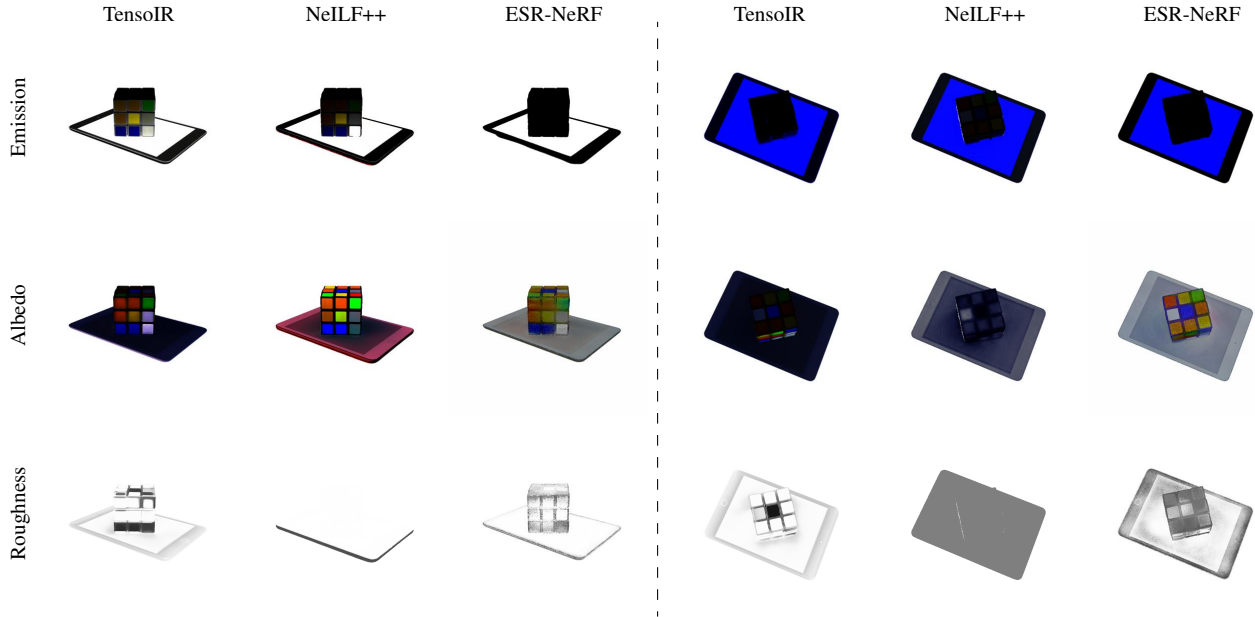 TensoIR NeILF++ ESR-NeRF TensoIR NeILF++ ESR-NeRF
Emission
Albedo
Roughness